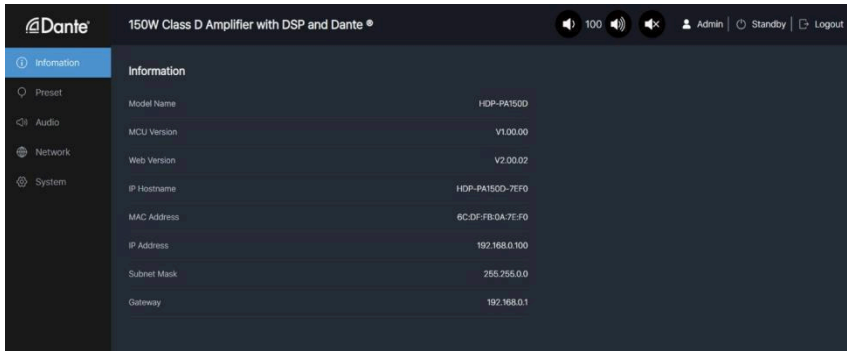 Dante®
150W Class D Amplifier with DSP and Dante ®
100
Admin | Standby | Logout
Infomation
Preset
Audio
Network
System
Information
Model Name HDP-PA150D
MCU Version V1.00.00
Web Version V2.00.02
IP Hostname HDP-PA150D-7EF0
MAC Address 6C:DF:FB:0A:7E:F0
IP Address 192.168.0.100
Subnet Mask 255.255.0.0
Gateway 192.168.0.1